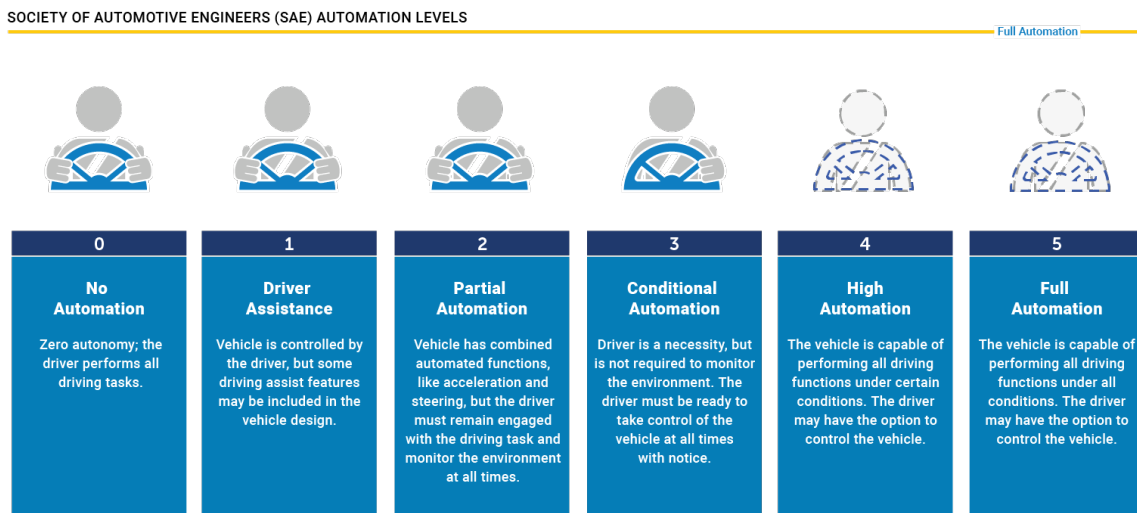 SOCIETY OF AUTOMOTIVE ENGINEERS (SAE) AUTOMATION LEVELS
Full Automation
0
No
Automation
Zero autonomy; the
driver performs all
driving tasks.
1
Driver
Assistance
Vehicle is controlled by
the driver, but some
driving assist features
may be included in the
vehicle design.
2
Partial
Automation
Vehicle has combined
automated functions,
like acceleration and
steering, but the driver
must remain engaged
with the driving task and
monitor the environment
at all times.
3
Conditional
Automation
Driver is a necessity, but
is not required to monitor
the environment. The
driver must be ready to
take control of the
vehicle at all times
with notice.
4
High
Automation
The vehicle is capable of
performing all driving
functions under certain
conditions. The driver
may have the option to
control the vehicle.
5
Full
Automation
The vehicle is capable of
performing all driving
functions under all
conditions. The driver
may have the option to
control the vehicle.